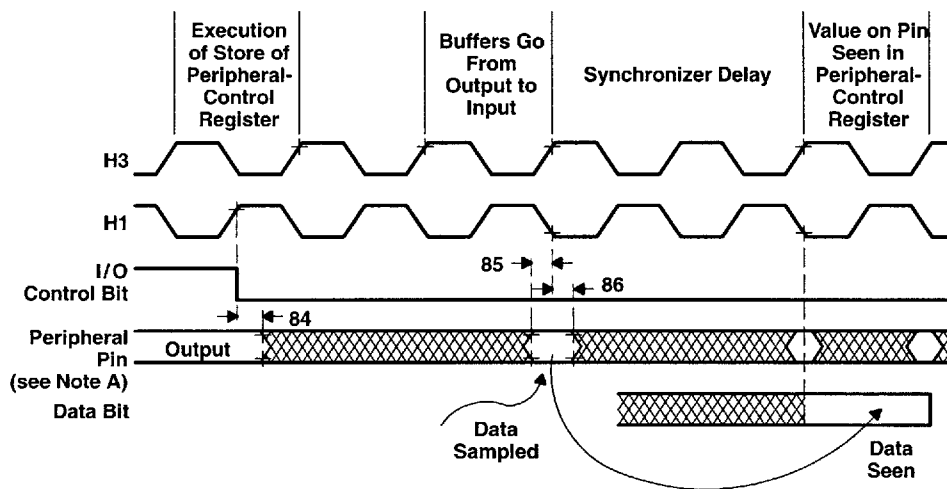 Execution
of Store of
Peripheral-
Control
Register
Buffers Go
From
Output to
Input
Synchronizer Delay
Value on Pin
Seen in
Peripheral-
Control
Register
H3
H1
I/O
Control Bit
85
86
84
Peripheral
Pin
(see Note A)
Output
Data Bit
Data
Sampled
Data
Seen